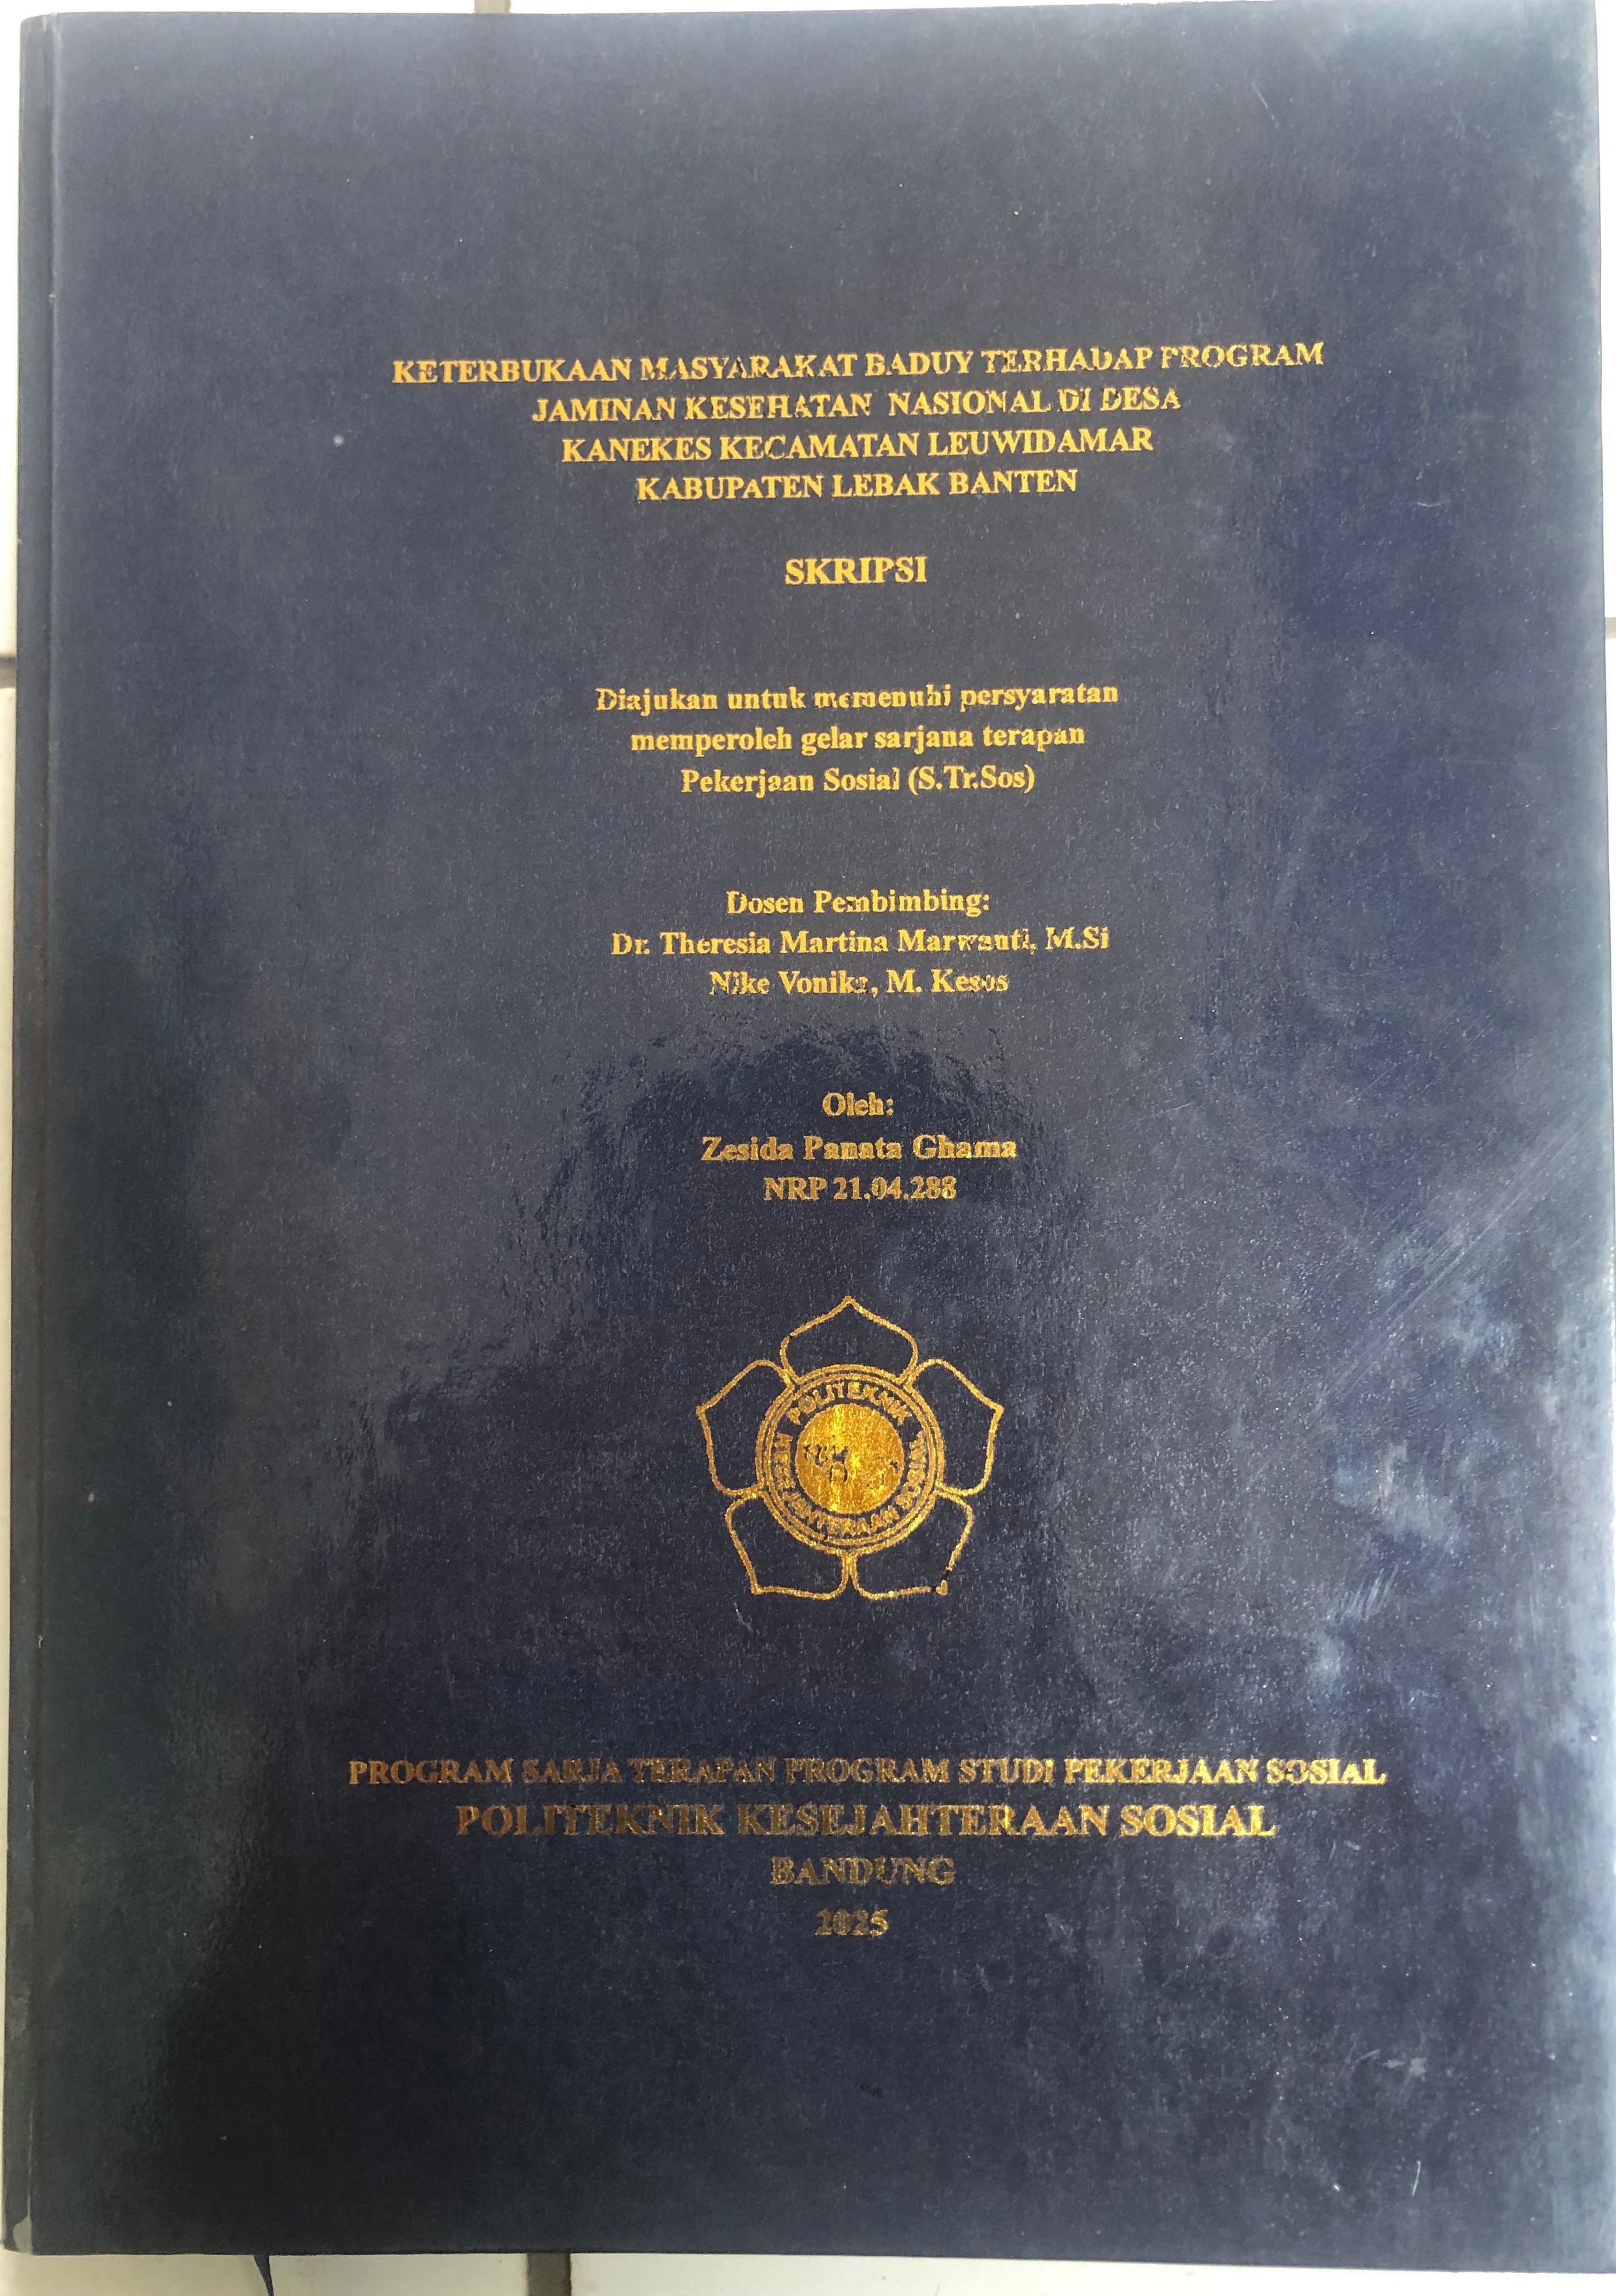 KETERBUKAAN MASYARAKAT BADUY TERHADAP PROGRAM
JAMINAN KESEHATAN NASIONAL DI DESA
KANEKES KECAMATAN LEUWIDAMAR
KABUPATEN LEBAK BANTEN
SKRIPSI
Diajukan untuk memenuhi persyaratan
memperoleh gelar sarjana terapan
Pekerjaan Sosial (S.Tr.Sos)
Dosen Pembimbing:
Dr. Theresia Martina Marwanti, M.Si
Nike Vonika, M. Kesos
Oleh:
Zesida Panata Ghama
NRP 21.04.288
POLITEKNIK
KESEJAHTERAAN SOSIAL
PROGRAM SARJA TERAPAN PROGRAM STUDI PEKERJAAN SOSIAL
POLITEKNIK KESEJAHTERAAN SOSIAL
BANDUNG
2025